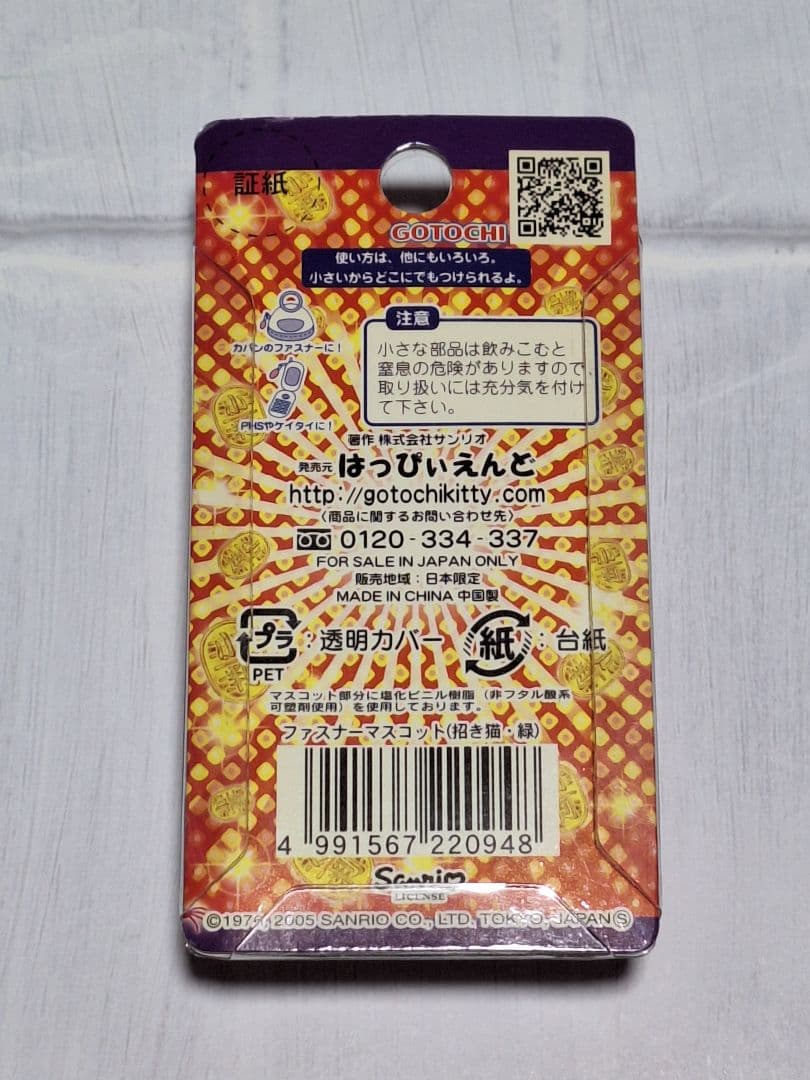 証紙
GOTOCHI
使い方は、他にもいろいろ。
小さいからどこにでもつけられるよ。
カバンのファスナーに!
PHSやケイタイに!
注意
小さな部品は飲みこむと
窒息の危険がありますので、
取り扱いには充分気を付け
て下さい。
著作 株式会社サンリオ
発売元 はっぴぃえんど
http://gotochikitty.com
〈商品に関するお問い合わせ先〉
0120-334-337
FOR SALE IN JAPAN ONLY
販売地域:日本限定
MADE IN CHINA 中国製
プラ:透明カバー 紙:台紙
PET
マスコット部分に塩化ビニル樹脂(非フタル酸系
可塑剤使用)を使用しております。
ファスナーマスコット(招き猫・緑)
4 991567 220948
Sanrio
LICENSE
©1976, 2005 SANRIO CO., LTD. TOKYO, JAPAN Ⓢ